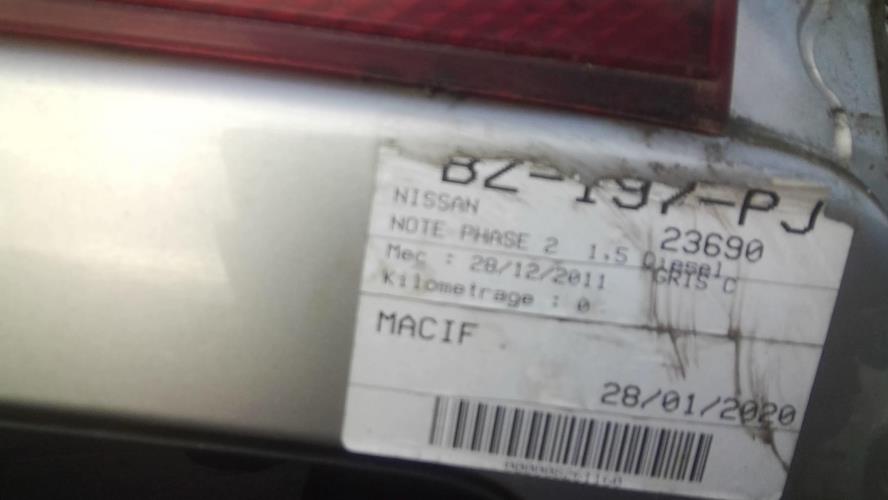 BZ-197-PJ
NISSAN
23690
NOTE PHASE 2 1,5 Diesel
GRIS C
Mec : 28/12/2011
Kilometrage : 0
MACIF
28/01/2020